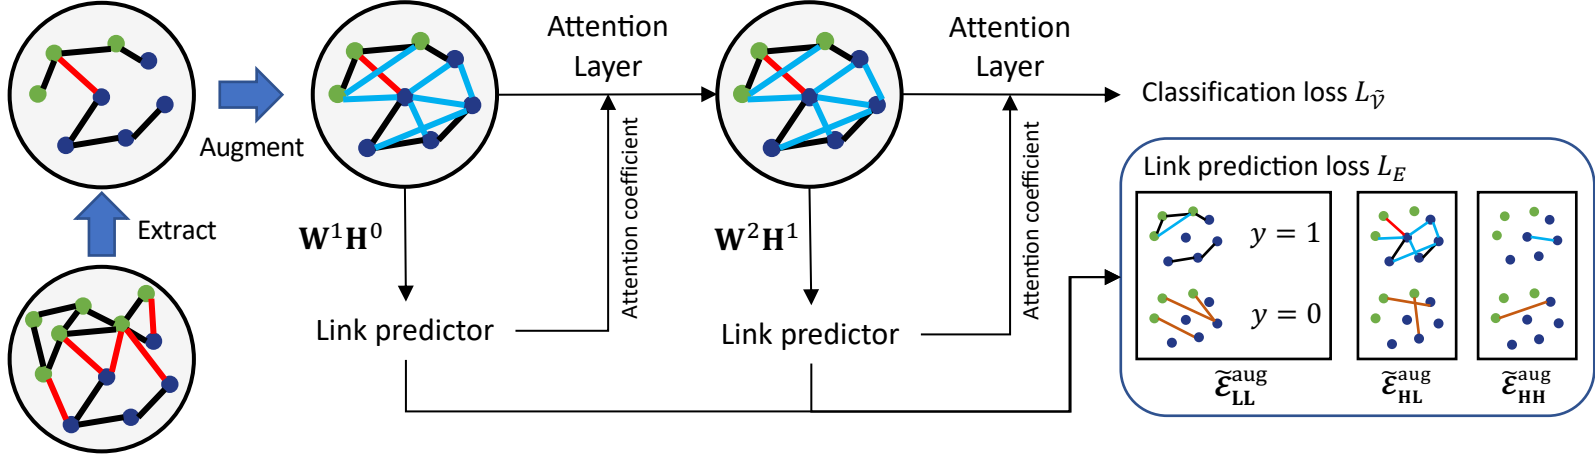 Attention
Layer
Attention
Layer
Augment
Extract
Attention coefficient
Attention coefficient
W¹H⁰
W²H¹
Link predictor
Link predictor
Classification loss L_Ṽ
Link prediction loss L_E
y = 1
y = 0
Ẽ_LL^aug
Ẽ_HL^aug
Ẽ_HH^aug